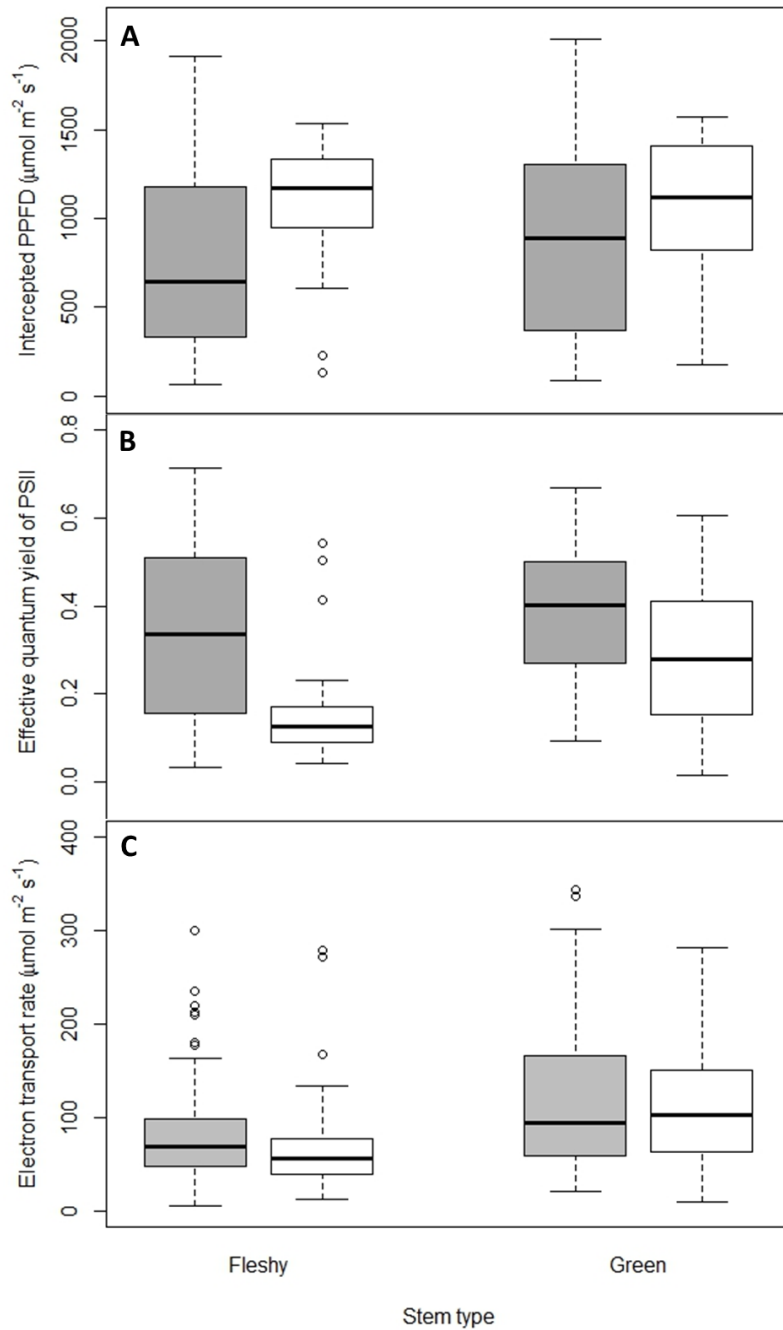 A
Intercepted PPFD (µmol m⁻² s⁻¹)
2000
1500
1000
500
0
B
Effective quantum yield of PSII
0.8
0.6
0.4
0.2
0.0
C
Electron transport rate (µmol m⁻² s⁻¹)
400
300
200
100
0
Fleshy
Green
Stem type